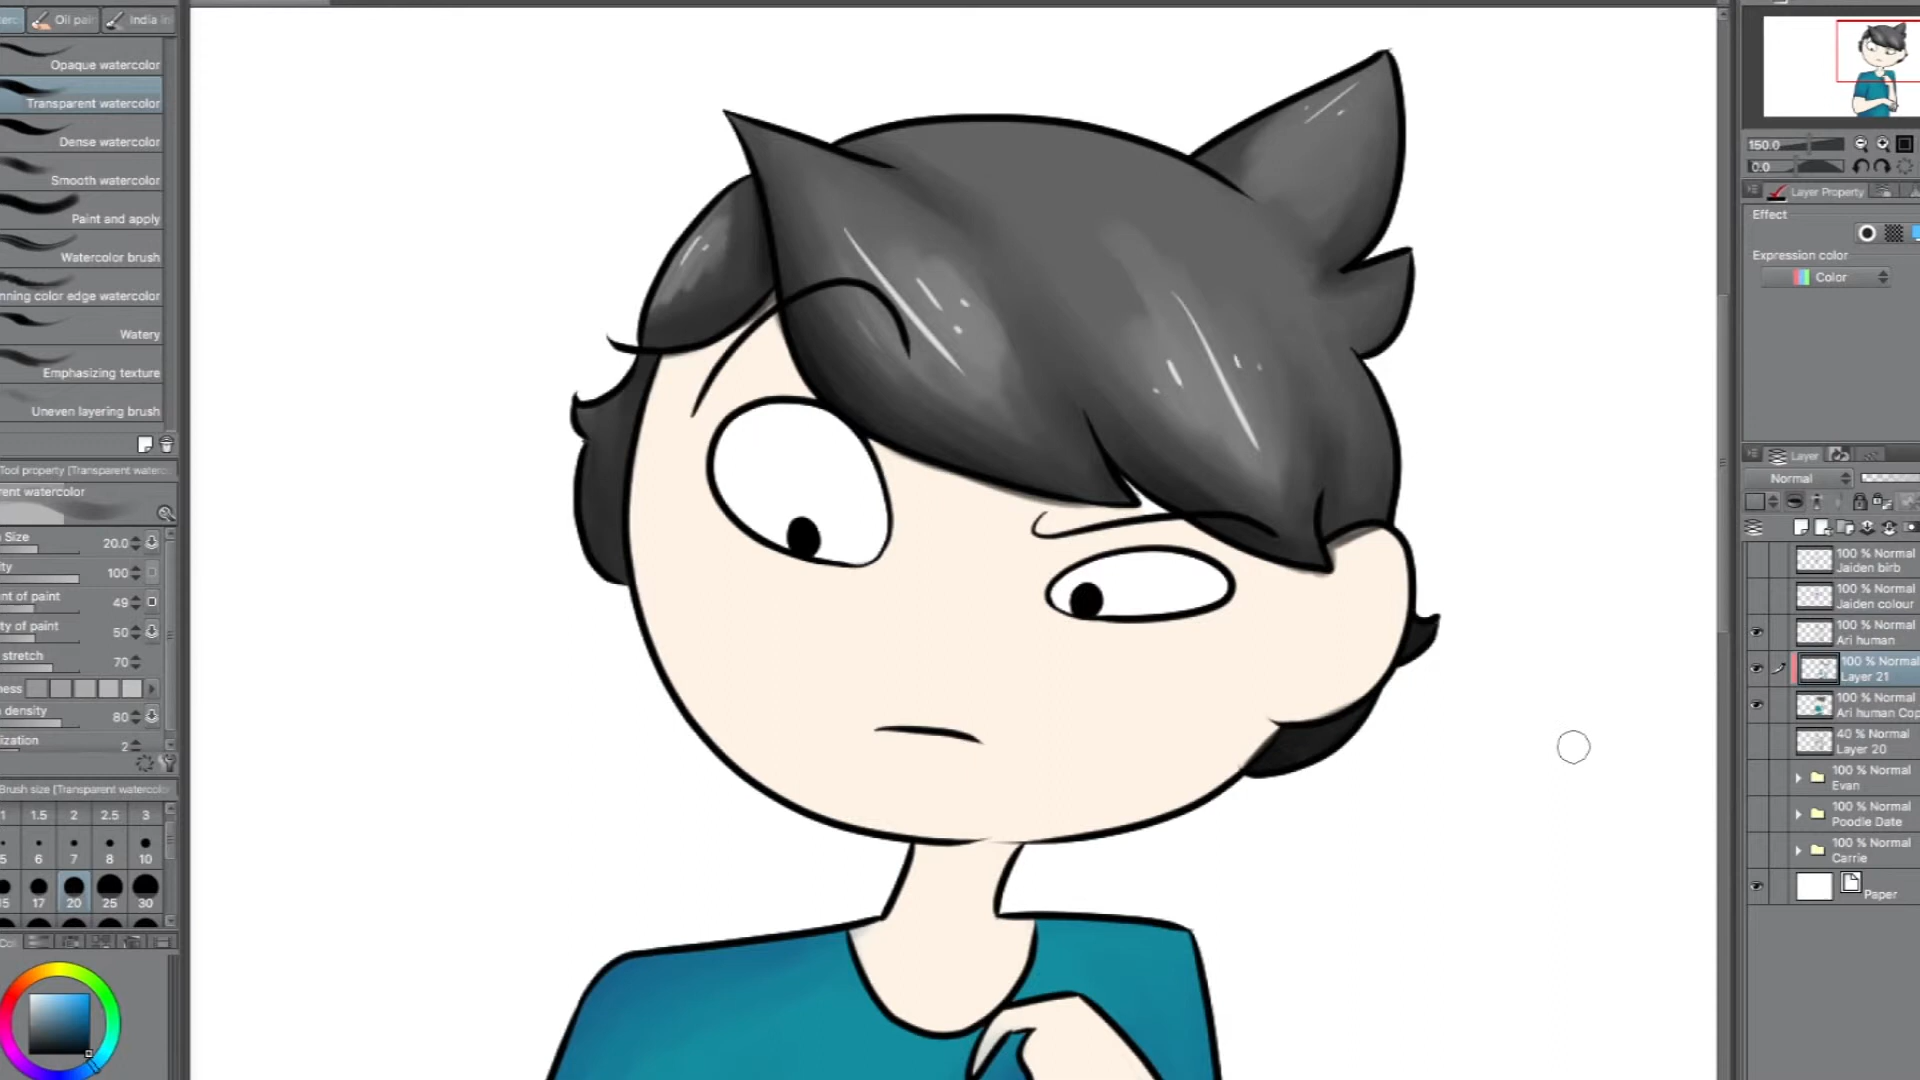 Oil pai
India in
Opaque watercolor
Transparent watercolor
Dense watercolor
Smooth watercolor
Paint and apply
Watercolor brush
nning color edge watercolor
Watery
Emphasizing texture
Uneven layering brush
Tool property [Transparent waterc
rent watercolor
Size 20.0
ity 100
nt of paint 49
ty of paint 50
stretch 70
ness
density 80
ization 2
Brush size [Transparent watercolor
1 1.5 2 2.5 3
5 6 7 8 10
15 17 20 25 30
Col
150.0
0.0
Layer Property
Effect
Expression color
Color
Layer
Normal
100 % Normal
Jaiden birb
100 % Normal
Jaiden colour
100 % Normal
Ari human
100 % Normal
Layer 21
100 % Normal
Ari human Cop
40 % Normal
Layer 20
100 % Normal
Evan
100 % Normal
Poodle Date
100 % Normal
Carrie
Paper